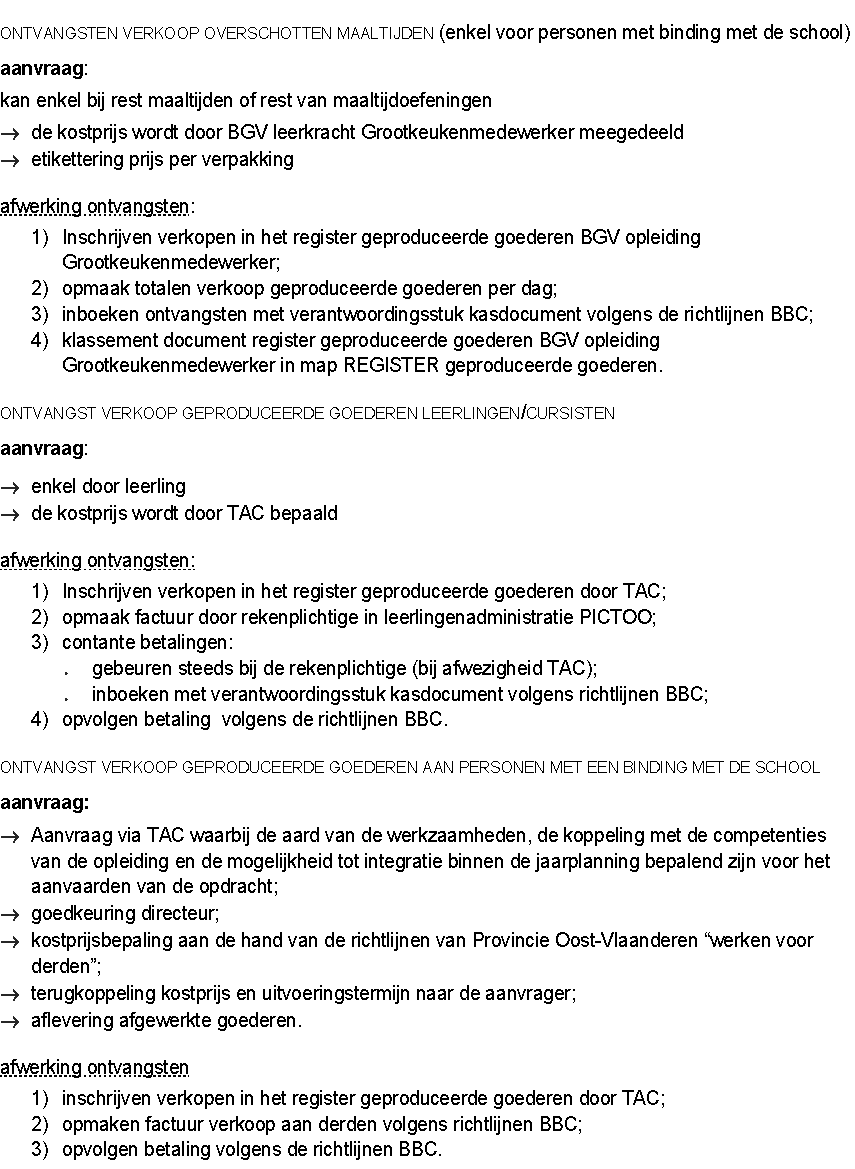 ONTVANGSTEN VERKOOP OVERSCHOTTEN MAALTIJDEN (enkel voor personen met binding met de school)
aanvraag:
kan enkel bij rest maaltijden of rest van maaltijdoefeningen
→ de kostprijs wordt door BGV leerkracht Grootkeukenmedewerker meegedeeld
→ etikettering prijs per verpakking
afwerking ontvangsten:
1) Inschrijven verkopen in het register geproduceerde goederen BGV opleiding
Grootkeukenmedewerker;
2) opmaak totalen verkoop geproduceerde goederen per dag;
3) inboeken ontvangsten met verantwoordingsstuk kasdocument volgens de richtlijnen BBC;
4) klassement document register geproduceerde goederen BGV opleiding
Grootkeukenmedewerker in map REGISTER geproduceerde goederen.
ONTVANGST VERKOOP GEPRODUCEERDE GOEDEREN LEERLINGEN/CURSISTEN
aanvraag:
→ enkel door leerling
→ de kostprijs wordt door TAC bepaald
afwerking ontvangsten:
1) Inschrijven verkopen in het register geproduceerde goederen door TAC;
2) opmaak factuur door rekenplichtige in leerlingenadministratie PICTOO;
3) contante betalingen:
. gebeuren steeds bij de rekenplichtige (bij afwezigheid TAC);
. inboeken met verantwoordingsstuk kasdocument volgens richtlijnen BBC;
4) opvolgen betaling volgens de richtlijnen BBC.
ONTVANGST VERKOOP GEPRODUCEERDE GOEDEREN AAN PERSONEN MET EEN BINDING MET DE SCHOOL
aanvraag:
→ Aanvraag via TAC waarbij de aard van de werkzaamheden, de koppeling met de competenties
van de opleiding en de mogelijkheid tot integratie binnen de jaarplanning bepalend zijn voor het
aanvaarden van de opdracht;
→ goedkeuring directeur;
→ kostprijsbepaling aan de hand van de richtlijnen van Provincie Oost-Vlaanderen “werken voor
derden”;
→ terugkoppeling kostprijs en uitvoeringstermijn naar de aanvrager;
→ aflevering afgewerkte goederen.
afwerking ontvangsten
1) inschrijven verkopen in het register geproduceerde goederen door TAC;
2) opmaken factuur verkoop aan derden volgens richtlijnen BBC;
3) opvolgen betaling volgens de richtlijnen BBC.